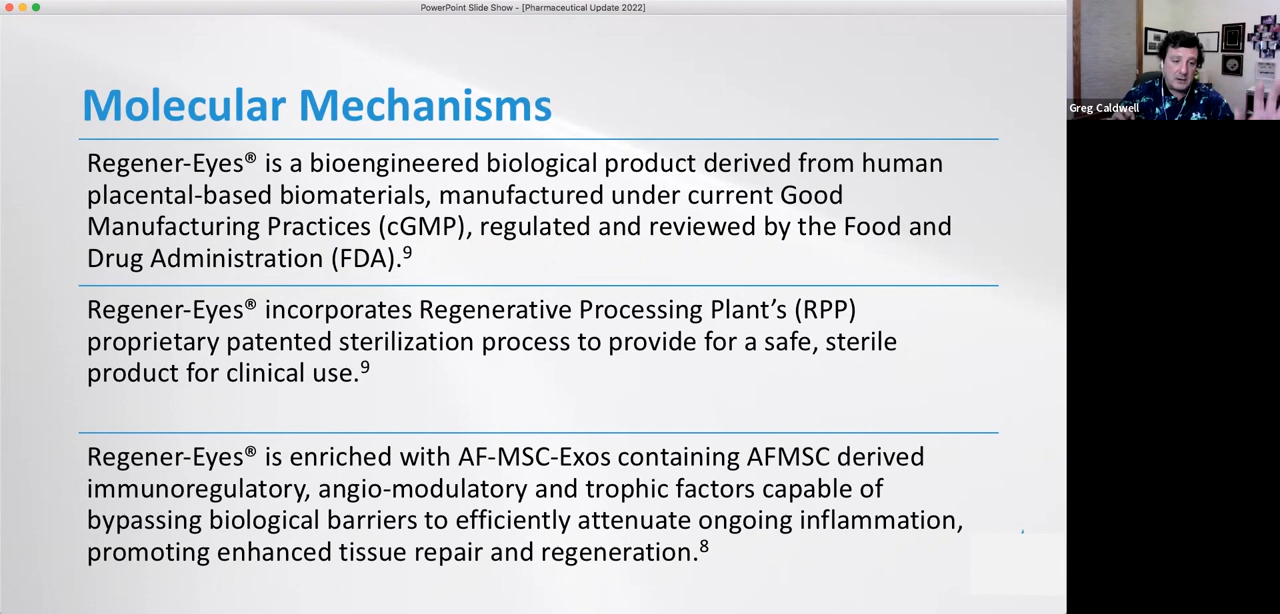 PowerPoint Slide Show - [Pharmaceutical Update 2022]
Greg Caldwell
Molecular Mechanisms
Regener-Eyes® is a bioengineered biological product derived from human
placental-based biomaterials, manufactured under current Good
Manufacturing Practices (cGMP), regulated and reviewed by the Food and
Drug Administration (FDA).⁹
Regener-Eyes® incorporates Regenerative Processing Plant’s (RPP)
proprietary patented sterilization process to provide for a safe, sterile
product for clinical use.⁹
Regener-Eyes® is enriched with AF-MSC-Exos containing AFMSC derived
immunoregulatory, angio-modulatory and trophic factors capable of
bypassing biological barriers to efficiently attenuate ongoing inflammation,
promoting enhanced tissue repair and regeneration.⁸